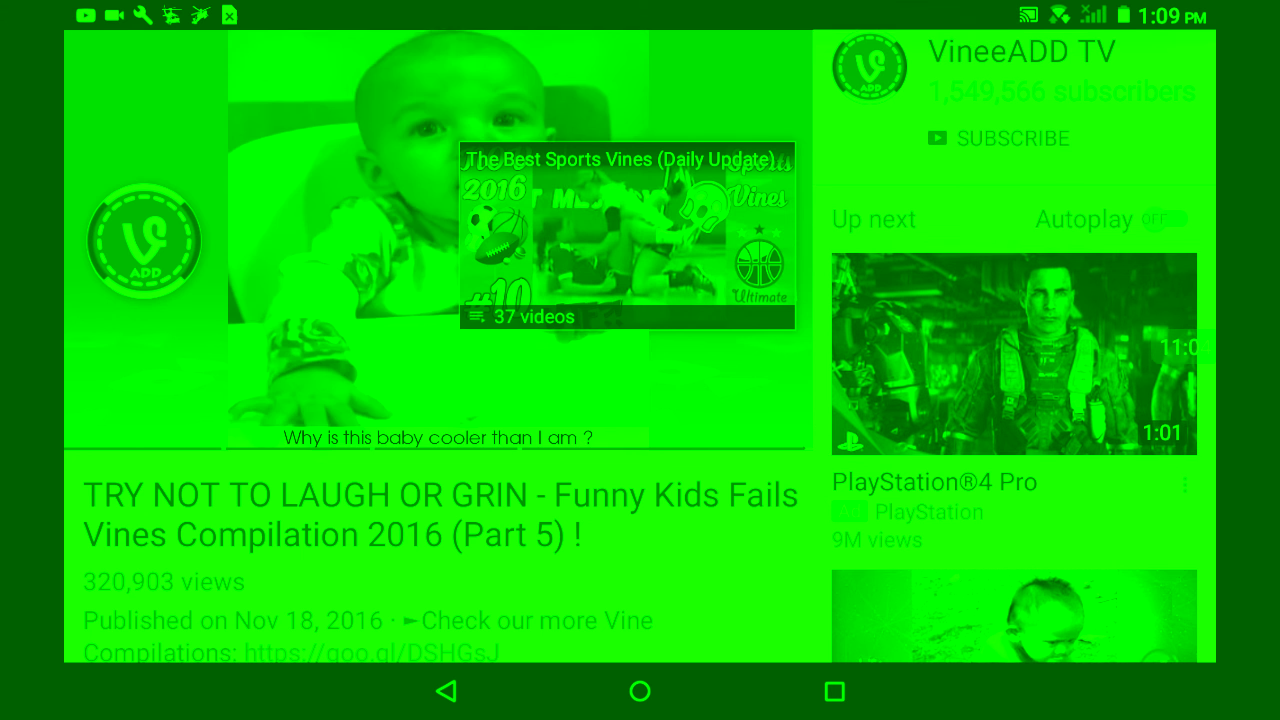 1:09 PM
VineeADD TV
1,549,566 subscribers
SUBSCRIBE
Up next
Autoplay OFF
ADD
ADD
The Best Sports Vines (Daily Update)
2016
Sports
Vines
#10
Ultimate
37 videos
Why is this baby cooler than I am ?
11:0
1:01
PlayStation®4 Pro
Ad PlayStation
9M views
TRY NOT TO LAUGH OR GRIN - Funny Kids Fails
Vines Compilation 2016 (Part 5) !
320,903 views
Published on Nov 18, 2016 · ►Check our more Vine
Compilations: https://goo.gl/DSHGsJ